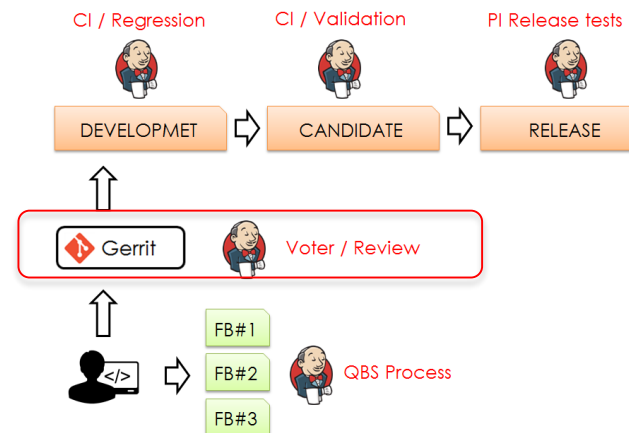 CI / Regression
CI / Validation
PI Release tests
DEVELOPMET
CANDIDATE
RELEASE
Gerrit
Voter / Review
</>
FB#1
FB#2
QBS Process
FB#3